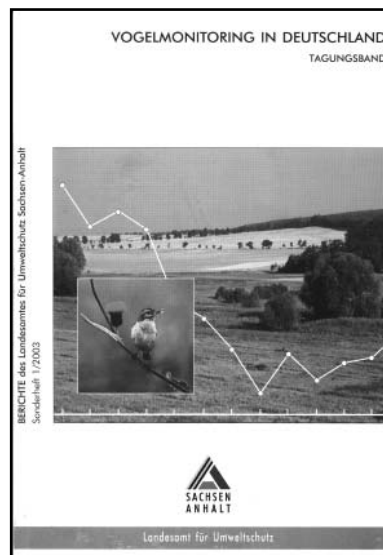 VOGELMONITORING IN DEUTSCHLAND
TAGUNGSBAND
BERICHTE des Landesamtes für Umweltschutz Sachsen-Anhalt
Sonderheft 1/2003
SACHSEN
ANHALT
Landesamt für Umweltschutz